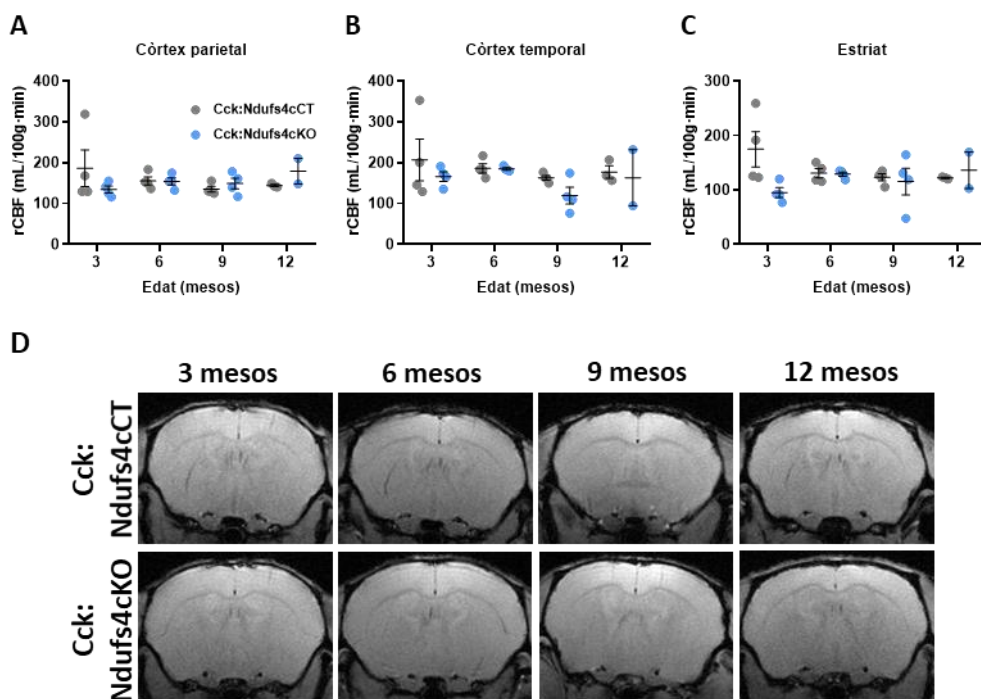 A
Còrtex parietal
rCBF (mL/100g·min)
400
300
200
100
0
Cck:Ndufs4cCT
Cck:Ndufs4cKO
3 6 9 12
Edat (mesos)
B
Còrtex temporal
rCBF (mL/100g·min)
400
300
200
100
0
3 6 9 12
Edat (mesos)
C
Estriat
rCBF (mL/100g·min)
300
200
100
0
3 6 9 12
Edat (mesos)
D
3 mesos 6 mesos 9 mesos 12 mesos
Cck:
Ndufs4cCT
Cck:
Ndufs4cKO